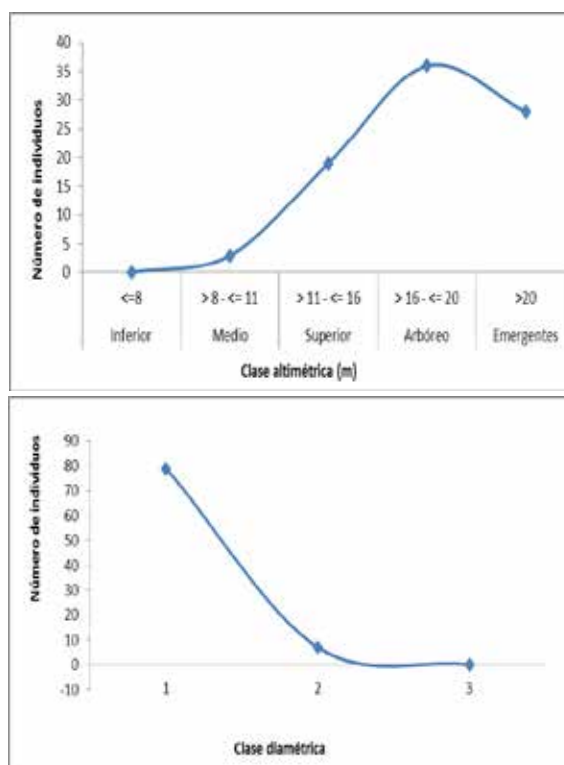 Número de individuos
40
35
30
25
20
15
10
5
0
<=8 > 8 - <= 11 > 11 - <= 16 > 16 - <= 20 >20
Inferior Medio Superior Arbóreo Emergentes
Clase altimétrica (m)
Número de individuos
90
80
70
60
50
40
30
20
10
0
-10
1 2 3
Clase diamétrica